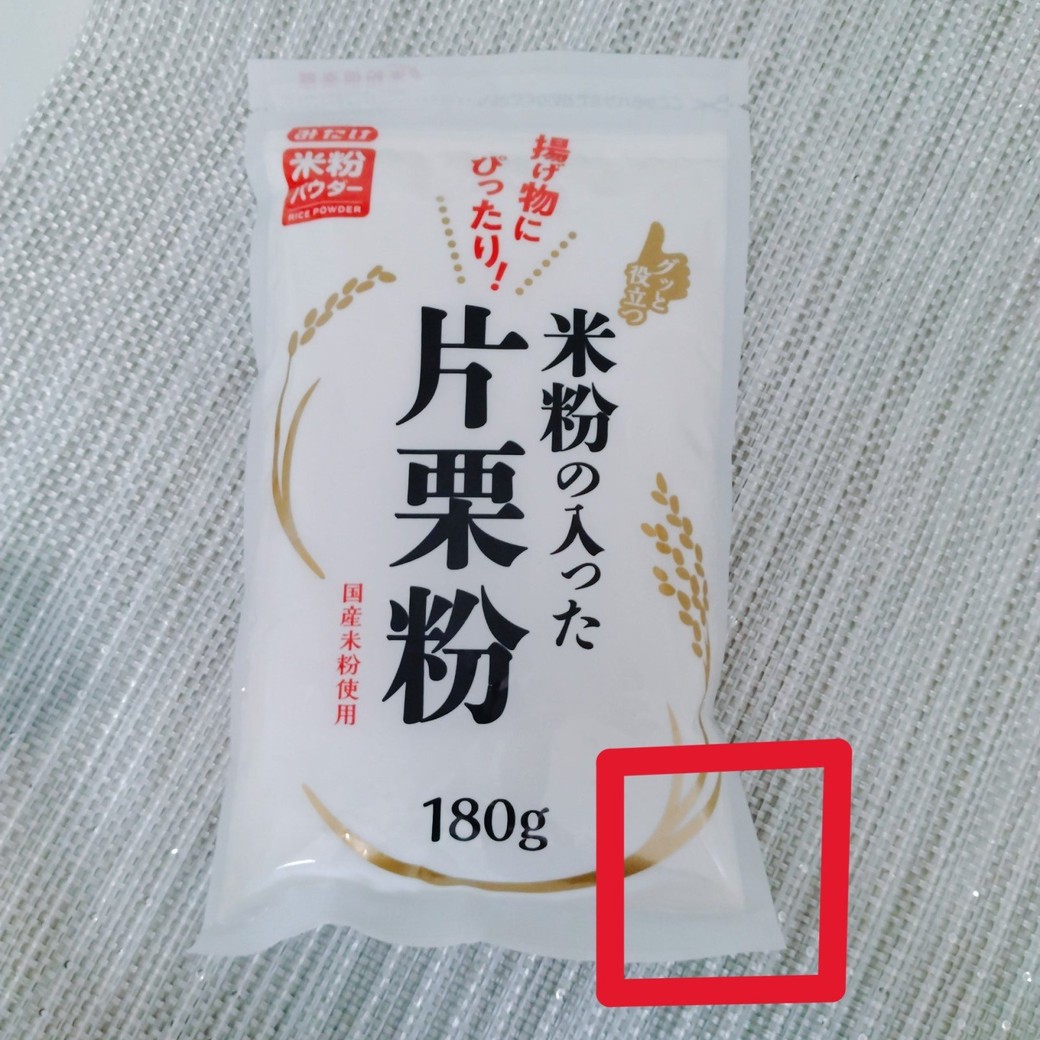 みたけ
米粉
パウダー
RICE POWDER
揚げ物に
ぴったり!
グッと
役立つ
米粉の入った
片栗粉
国産米粉使用
180g